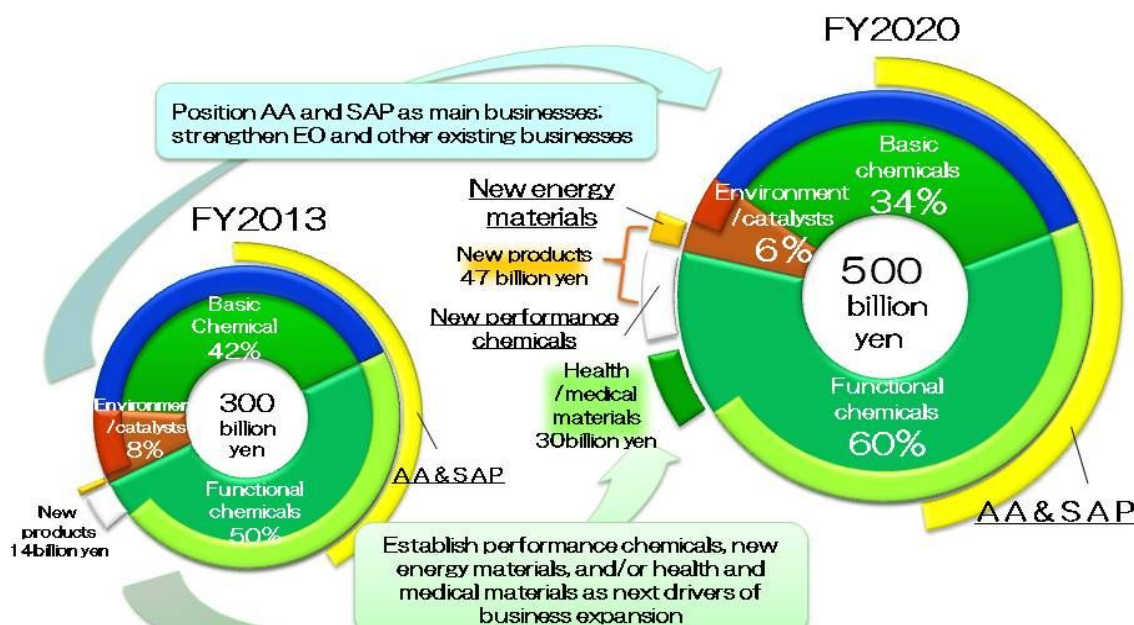 FY2020
Position AA and SAP as main businesses;
strengthen EO and other existing businesses
FY2013
Basic
Chemical
42%
Environment
/catalysts
8%
300
billion
yen
Functional
chemicals
50%
New
products
14billion yen
AA&SAP
New energy
materials
New products
47 billion yen
New performance
chemicals
Health
/medical
materials
30billion yen
Basic
chemicals
34%
Environment/
catalysts
6%
500
billion
yen
Functional
chemicals
60%
AA&SAP
Establish performance chemicals, new
energy materials, and/or health and
medical materials as next drivers of
business expansion